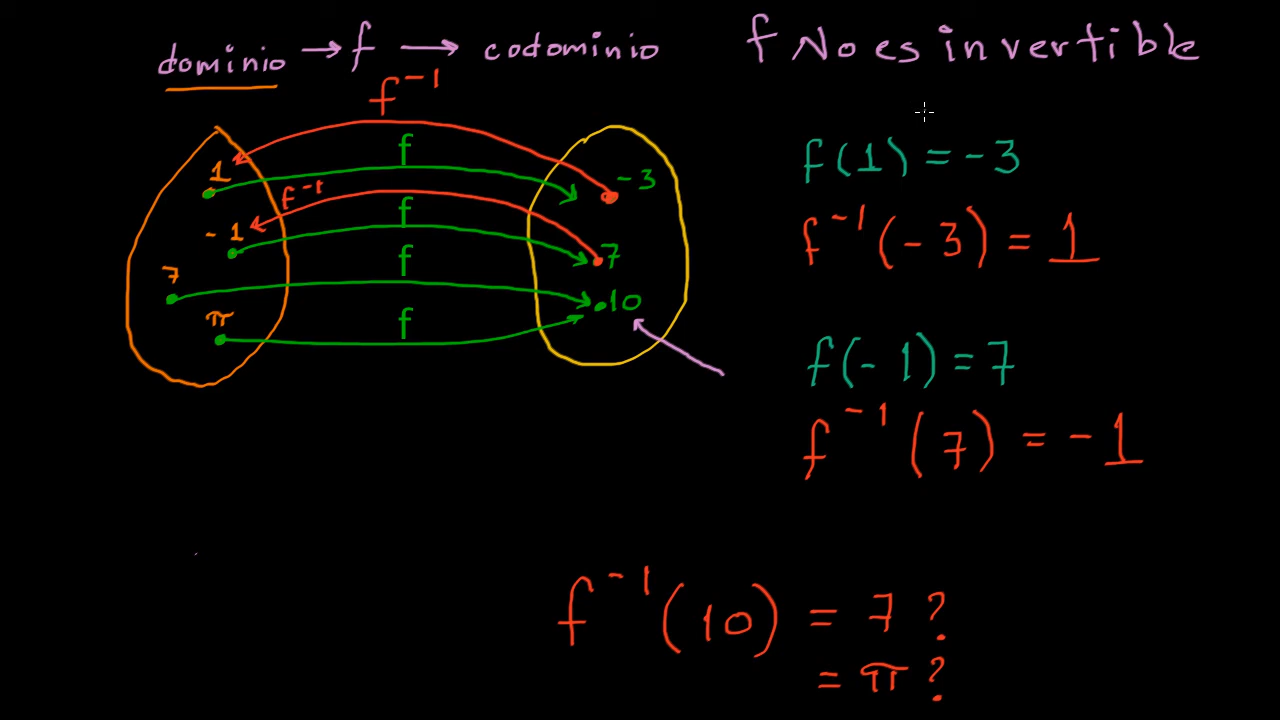 dominio → f → codominio
f No es invertible
f⁻¹
f
1
-3
f⁻¹
f
-1
7
f
7
.10
π
f
f(1) = -3
f⁻¹(-3) = 1
f(-1) = 7
f⁻¹(7) = -1
f⁻¹(10) = 7?
= π?